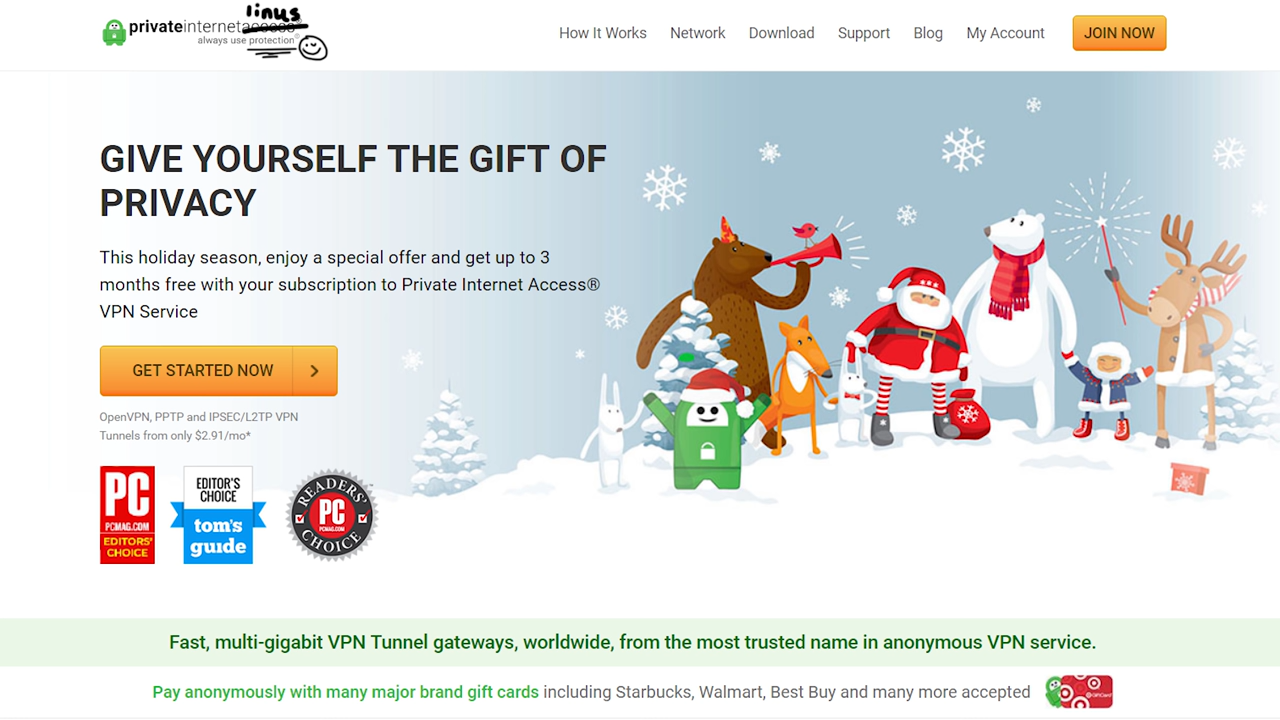 linus
privateinternetaccess®
always use protection®
How It Works
Network
Download
Support
Blog
My Account
JOIN NOW
GIVE YOURSELF THE GIFT OF
PRIVACY
This holiday season, enjoy a special offer and get up to 3
months free with your subscription to Private Internet Access®
VPN Service
GET STARTED NOW
OpenVPN, PPTP and IPSEC/L2TP VPN
Tunnels from only $2.91/mo*
PC
PCMAG.COM
EDITORS'
CHOICE
EDITOR'S
CHOICE
tom's
guide
READERS'
PC
PCMAG.COM
CHOICE
Fast, multi-gigabit VPN Tunnel gateways, worldwide, from the most trusted name in anonymous VPN service.
Pay anonymously with many major brand gift cards including Starbucks, Walmart, Best Buy and many more accepted